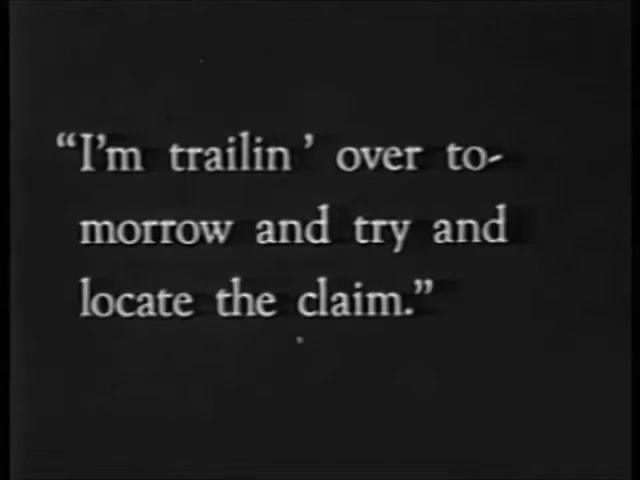 “I’m trailin ’ over to-
morrow and try and
locate the claim.”